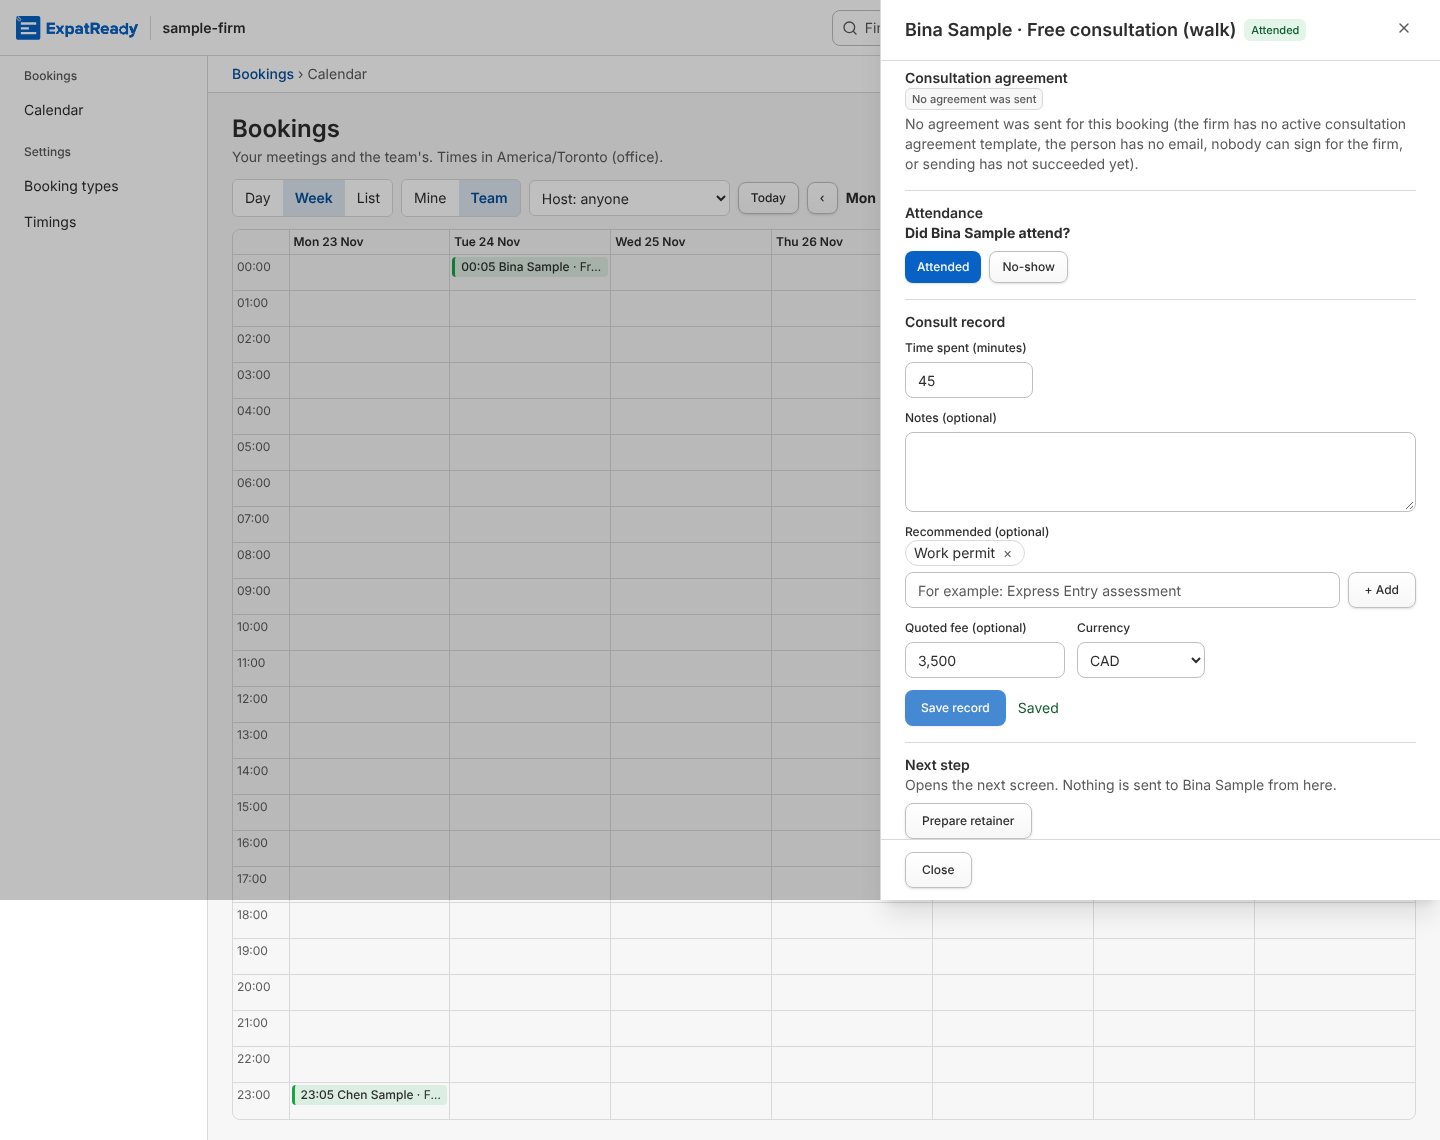 ExpatReady
sample-firm
Bookings
Calendar
Settings
Booking types
Timings
Bookings › Calendar
Bookings
Your meetings and the team's. Times in America/Toronto (office).
Day Week List Mine Team Host: anyone Today ‹ Mon
Mon 23 Nov Tue 24 Nov Wed 25 Nov Thu 26 Nov
00:00 00:05 Bina Sample · Fr...
01:00
02:00
03:00
04:00
05:00
06:00
07:00
08:00
09:00
10:00
11:00
12:00
13:00
14:00
15:00
16:00
17:00
18:00
19:00
20:00
21:00
22:00
23:00 23:05 Chen Sample · F...
Bina Sample · Free consultation (walk) Attended ×
Consultation agreement
No agreement was sent
No agreement was sent for this booking (the firm has no active consultation
agreement template, the person has no email, nobody can sign for the firm,
or sending has not succeeded yet).
Attendance
Did Bina Sample attend?
Attended No-show
Consult record
Time spent (minutes)
45
Notes (optional)
Recommended (optional)
Work permit ×
For example: Express Entry assessment + Add
Quoted fee (optional) Currency
3,500 CAD
Save record Saved
Next step
Opens the next screen. Nothing is sent to Bina Sample from here.
Prepare retainer
Close